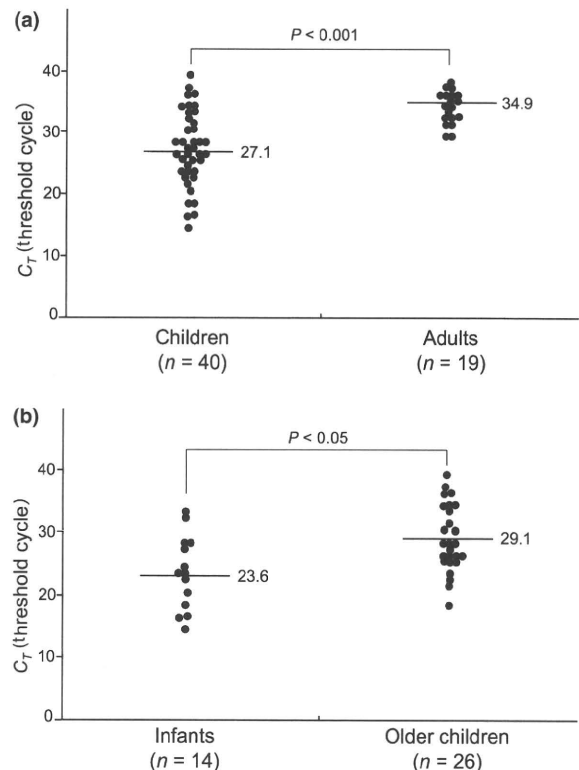 (a)
P < 0.001
40
30
20
10
0
C_T (threshold cycle)
27.1
34.9
Children
(n = 40)
Adults
(n = 19)
(b)
P < 0.05
40
30
20
10
0
C_T (threshold cycle)
23.6
29.1
Infants
(n = 14)
Older children
(n = 26)